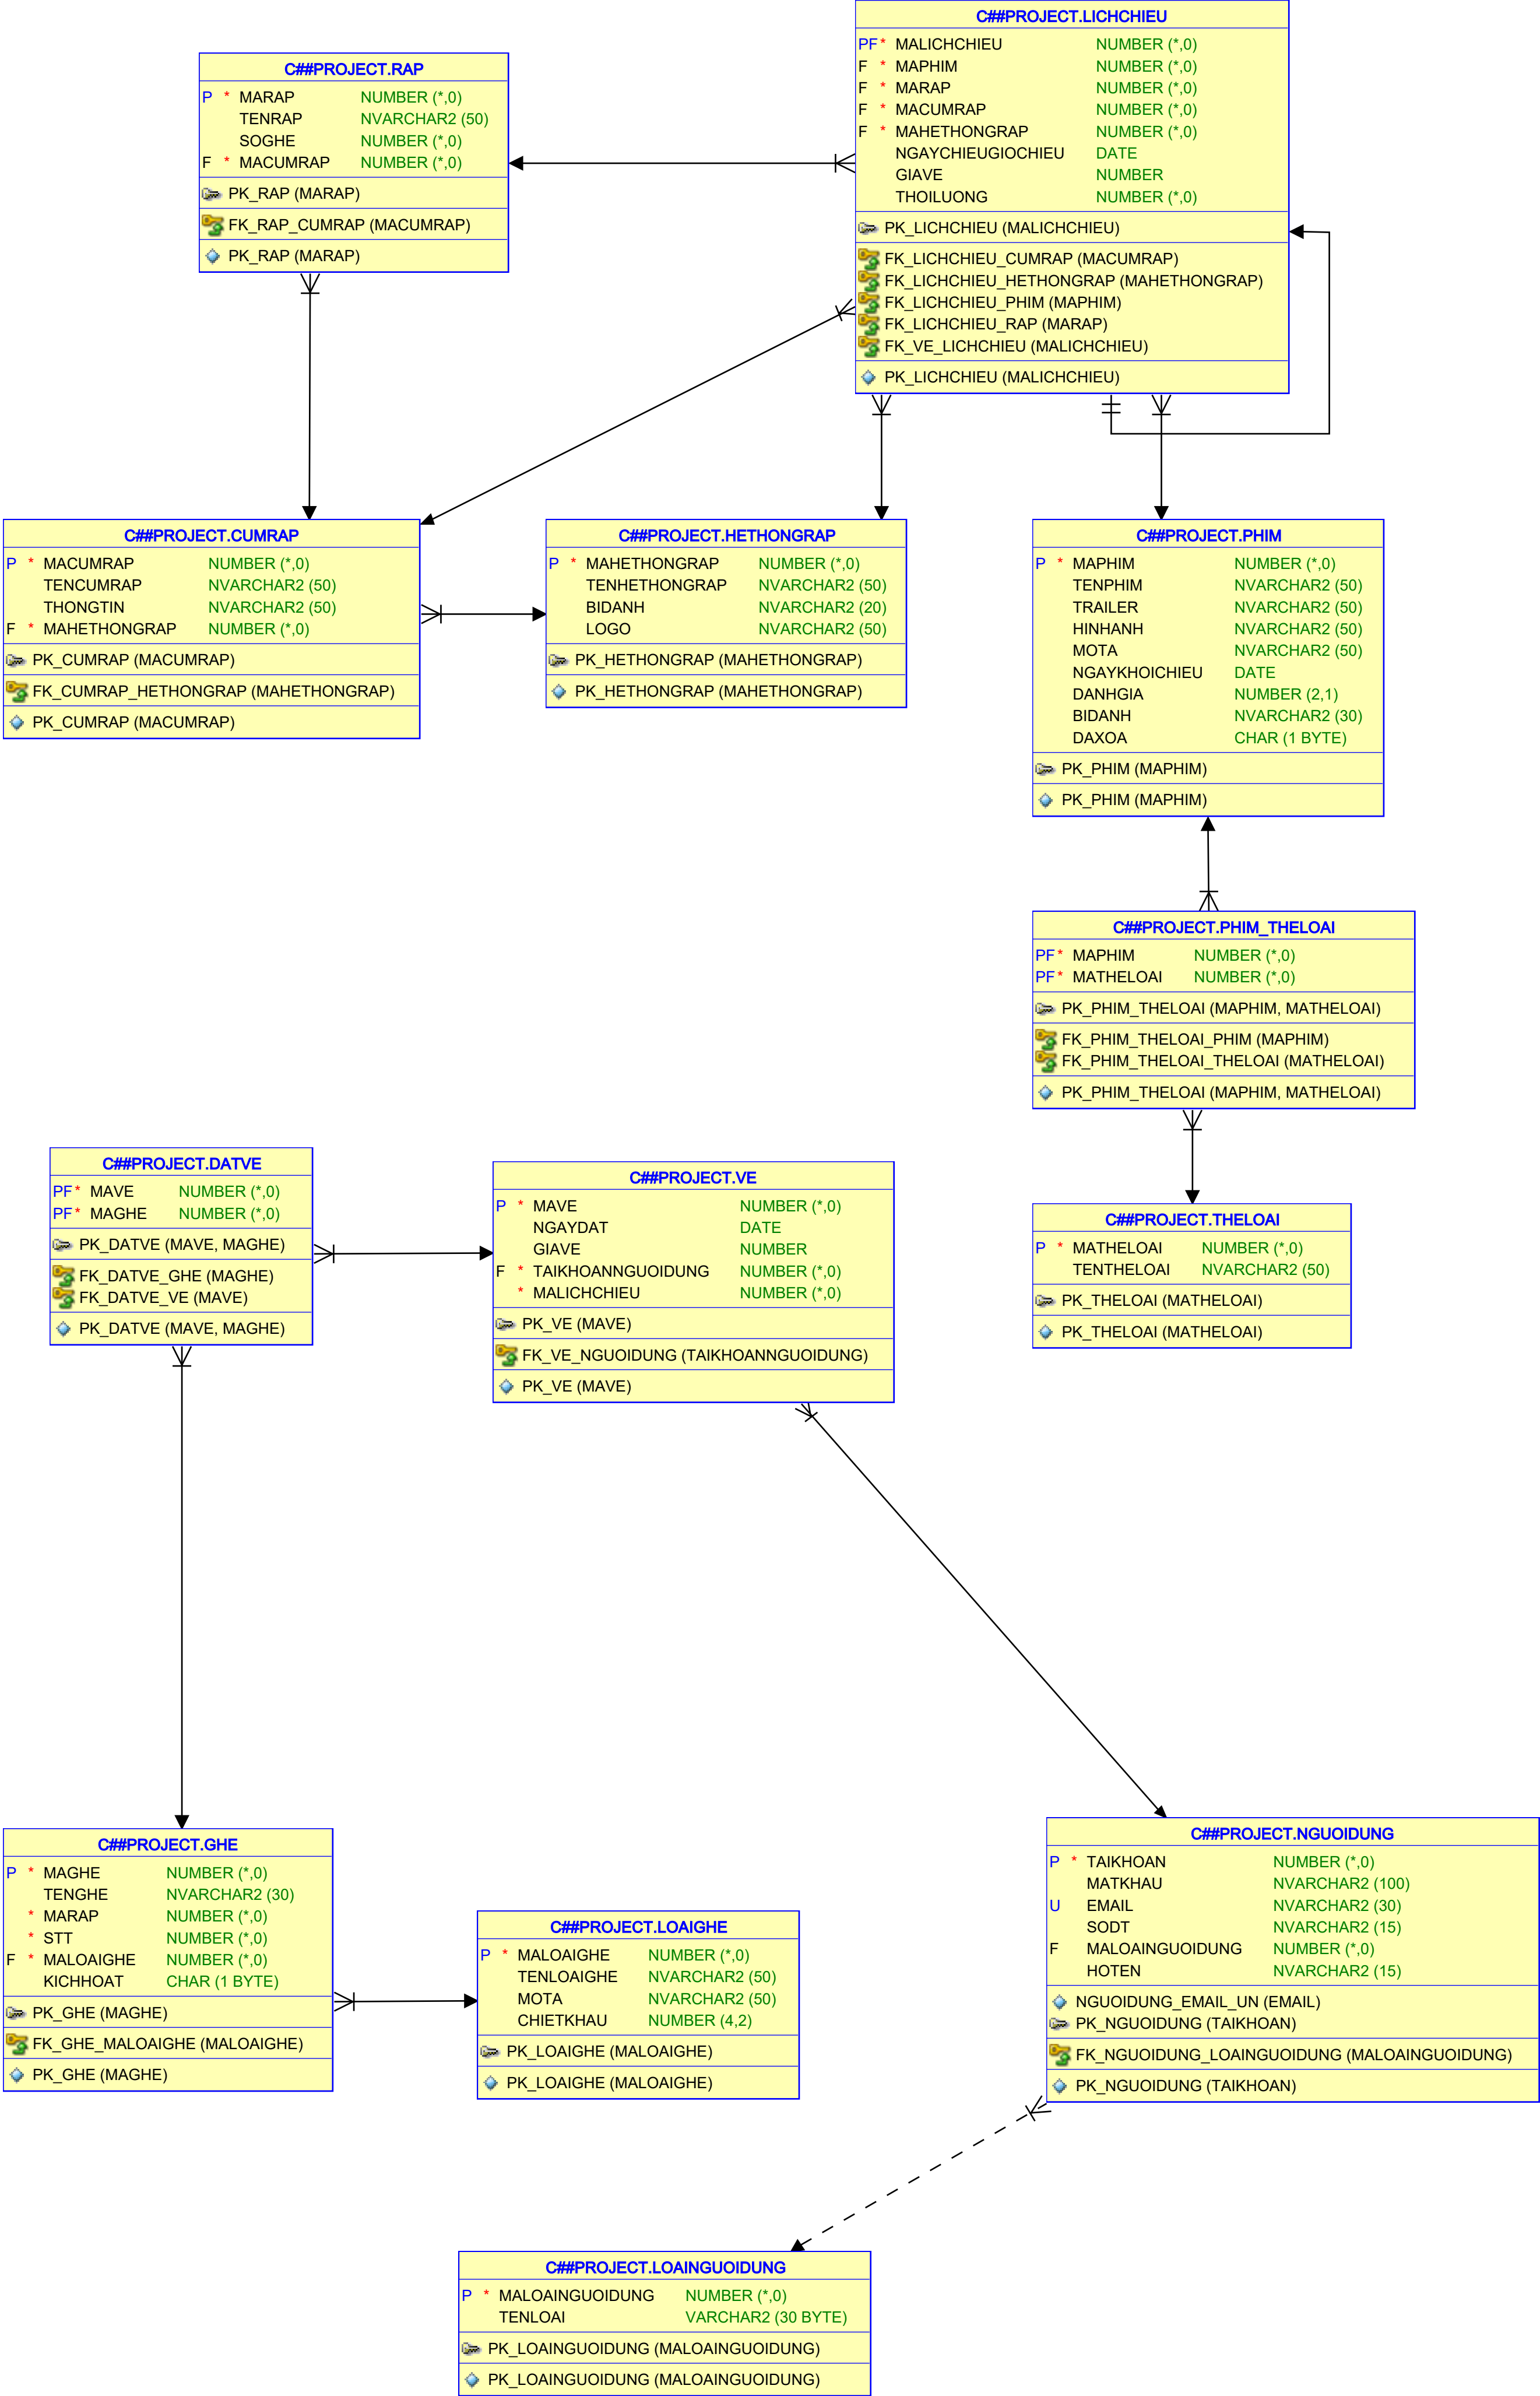 C##PROJECT.LICHCHIEU
PF * MALICHCHIEU NUMBER (*,0)
F * MAPHIM NUMBER (*,0)
F * MARAP NUMBER (*,0)
F * MACUMRAP NUMBER (*,0)
F * MAHETHONGRAP NUMBER (*,0)
NGAYCHIEUGIOCHIEU DATE
GIAVE NUMBER
THOILUONG NUMBER (*,0)
PK_LICHCHIEU (MALICHCHIEU)
FK_LICHCHIEU_CUMRAP (MACUMRAP)
FK_LICHCHIEU_HETHONGRAP (MAHETHONGRAP)
FK_LICHCHIEU_PHIM (MAPHIM)
FK_LICHCHIEU_RAP (MARAP)
FK_VE_LICHCHIEU (MALICHCHIEU)
PK_LICHCHIEU (MALICHCHIEU)
C##PROJECT.RAP
P * MARAP NUMBER (*,0)
TENRAP NVARCHAR2 (50)
SOGHE NUMBER (*,0)
F * MACUMRAP NUMBER (*,0)
PK_RAP (MARAP)
FK_RAP_CUMRAP (MACUMRAP)
PK_RAP (MARAP)
C##PROJECT.CUMRAP
P * MACUMRAP NUMBER (*,0)
TENCUMRAP NVARCHAR2 (50)
THONGTIN NVARCHAR2 (50)
F * MAHETHONGRAP NUMBER (*,0)
PK_CUMRAP (MACUMRAP)
FK_CUMRAP_HETHONGRAP (MAHETHONGRAP)
PK_CUMRAP (MACUMRAP)
C##PROJECT.HETHONGRAP
P * MAHETHONGRAP NUMBER (*,0)
TENHETHONGRAP NVARCHAR2 (50)
BIDANH NVARCHAR2 (20)
LOGO NVARCHAR2 (50)
PK_HETHONGRAP (MAHETHONGRAP)
PK_HETHONGRAP (MAHETHONGRAP)
C##PROJECT.PHIM
P * MAPHIM NUMBER (*,0)
TENPHIM NVARCHAR2 (50)
TRAILER NVARCHAR2 (50)
HINHANH NVARCHAR2 (50)
MOTA NVARCHAR2 (50)
NGAYKHOICHIEU DATE
DANHGIA NUMBER (2,1)
BIDANH NVARCHAR2 (30)
DAXOA CHAR (1 BYTE)
PK_PHIM (MAPHIM)
PK_PHIM (MAPHIM)
C##PROJECT.PHIM_THELOAI
PF * MAPHIM NUMBER (*,0)
PF * MATHELOAI NUMBER (*,0)
PK_PHIM_THELOAI (MAPHIM, MATHELOAI)
FK_PHIM_THELOAI_PHIM (MAPHIM)
FK_PHIM_THELOAI_THELOAI (MATHELOAI)
PK_PHIM_THELOAI (MAPHIM, MATHELOAI)
C##PROJECT.DATVE
PF * MAVE NUMBER (*,0)
PF * MAGHE NUMBER (*,0)
PK_DATVE (MAVE, MAGHE)
FK_DATVE_GHE (MAGHE)
FK_DATVE_VE (MAVE)
PK_DATVE (MAVE, MAGHE)
C##PROJECT.VE
P * MAVE NUMBER (*,0)
NGAYDAT DATE
GIAVE NUMBER
F * TAIKHOANNGUOIDUNG NUMBER (*,0)
* MALICHCHIEU NUMBER (*,0)
PK_VE (MAVE)
FK_VE_NGUOIDUNG (TAIKHOANNGUOIDUNG)
PK_VE (MAVE)
C##PROJECT.THELOAI
P * MATHELOAI NUMBER (*,0)
TENTHELOAI NVARCHAR2 (50)
PK_THELOAI (MATHELOAI)
PK_THELOAI (MATHELOAI)
C##PROJECT.GHE
P * MAGHE NUMBER (*,0)
TENGHE NVARCHAR2 (30)
* MARAP NUMBER (*,0)
* STT NUMBER (*,0)
F * MALOAIGHE NUMBER (*,0)
KICHHOAT CHAR (1 BYTE)
PK_GHE (MAGHE)
FK_GHE_MALOAIGHE (MALOAIGHE)
PK_GHE (MAGHE)
C##PROJECT.LOAIGHE
P * MALOAIGHE NUMBER (*,0)
TENLOAIGHE NVARCHAR2 (50)
MOTA NVARCHAR2 (50)
CHIETKHAU NUMBER (4,2)
PK_LOAIGHE (MALOAIGHE)
PK_LOAIGHE (MALOAIGHE)
C##PROJECT.NGUOIDUNG
P * TAIKHOAN NUMBER (*,0)
MATKHAU NVARCHAR2 (100)
U EMAIL NVARCHAR2 (30)
SODT NVARCHAR2 (15)
F MALOAINGUOIDUNG NUMBER (*,0)
HOTEN NVARCHAR2 (15)
NGUOIDUNG_EMAIL_UN (EMAIL)
PK_NGUOIDUNG (TAIKHOAN)
FK_NGUOIDUNG_LOAINGUOIDUNG (MALOAINGUOIDUNG)
PK_NGUOIDUNG (TAIKHOAN)
C##PROJECT.LOAINGUOIDUNG
P * MALOAINGUOIDUNG NUMBER (*,0)
TENLOAI VARCHAR2 (30 BYTE)
PK_LOAINGUOIDUNG (MALOAINGUOIDUNG)
PK_LOAINGUOIDUNG (MALOAINGUOIDUNG)